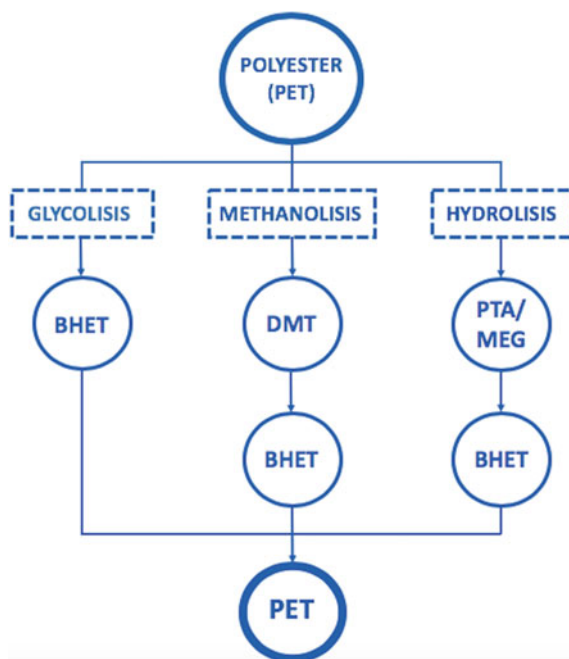 POLYESTER
(PET)
GLYCOLISIS
METHANOLISIS
HYDROLISIS
BHET
DMT
PTA/
MEG
BHET
BHET
PET